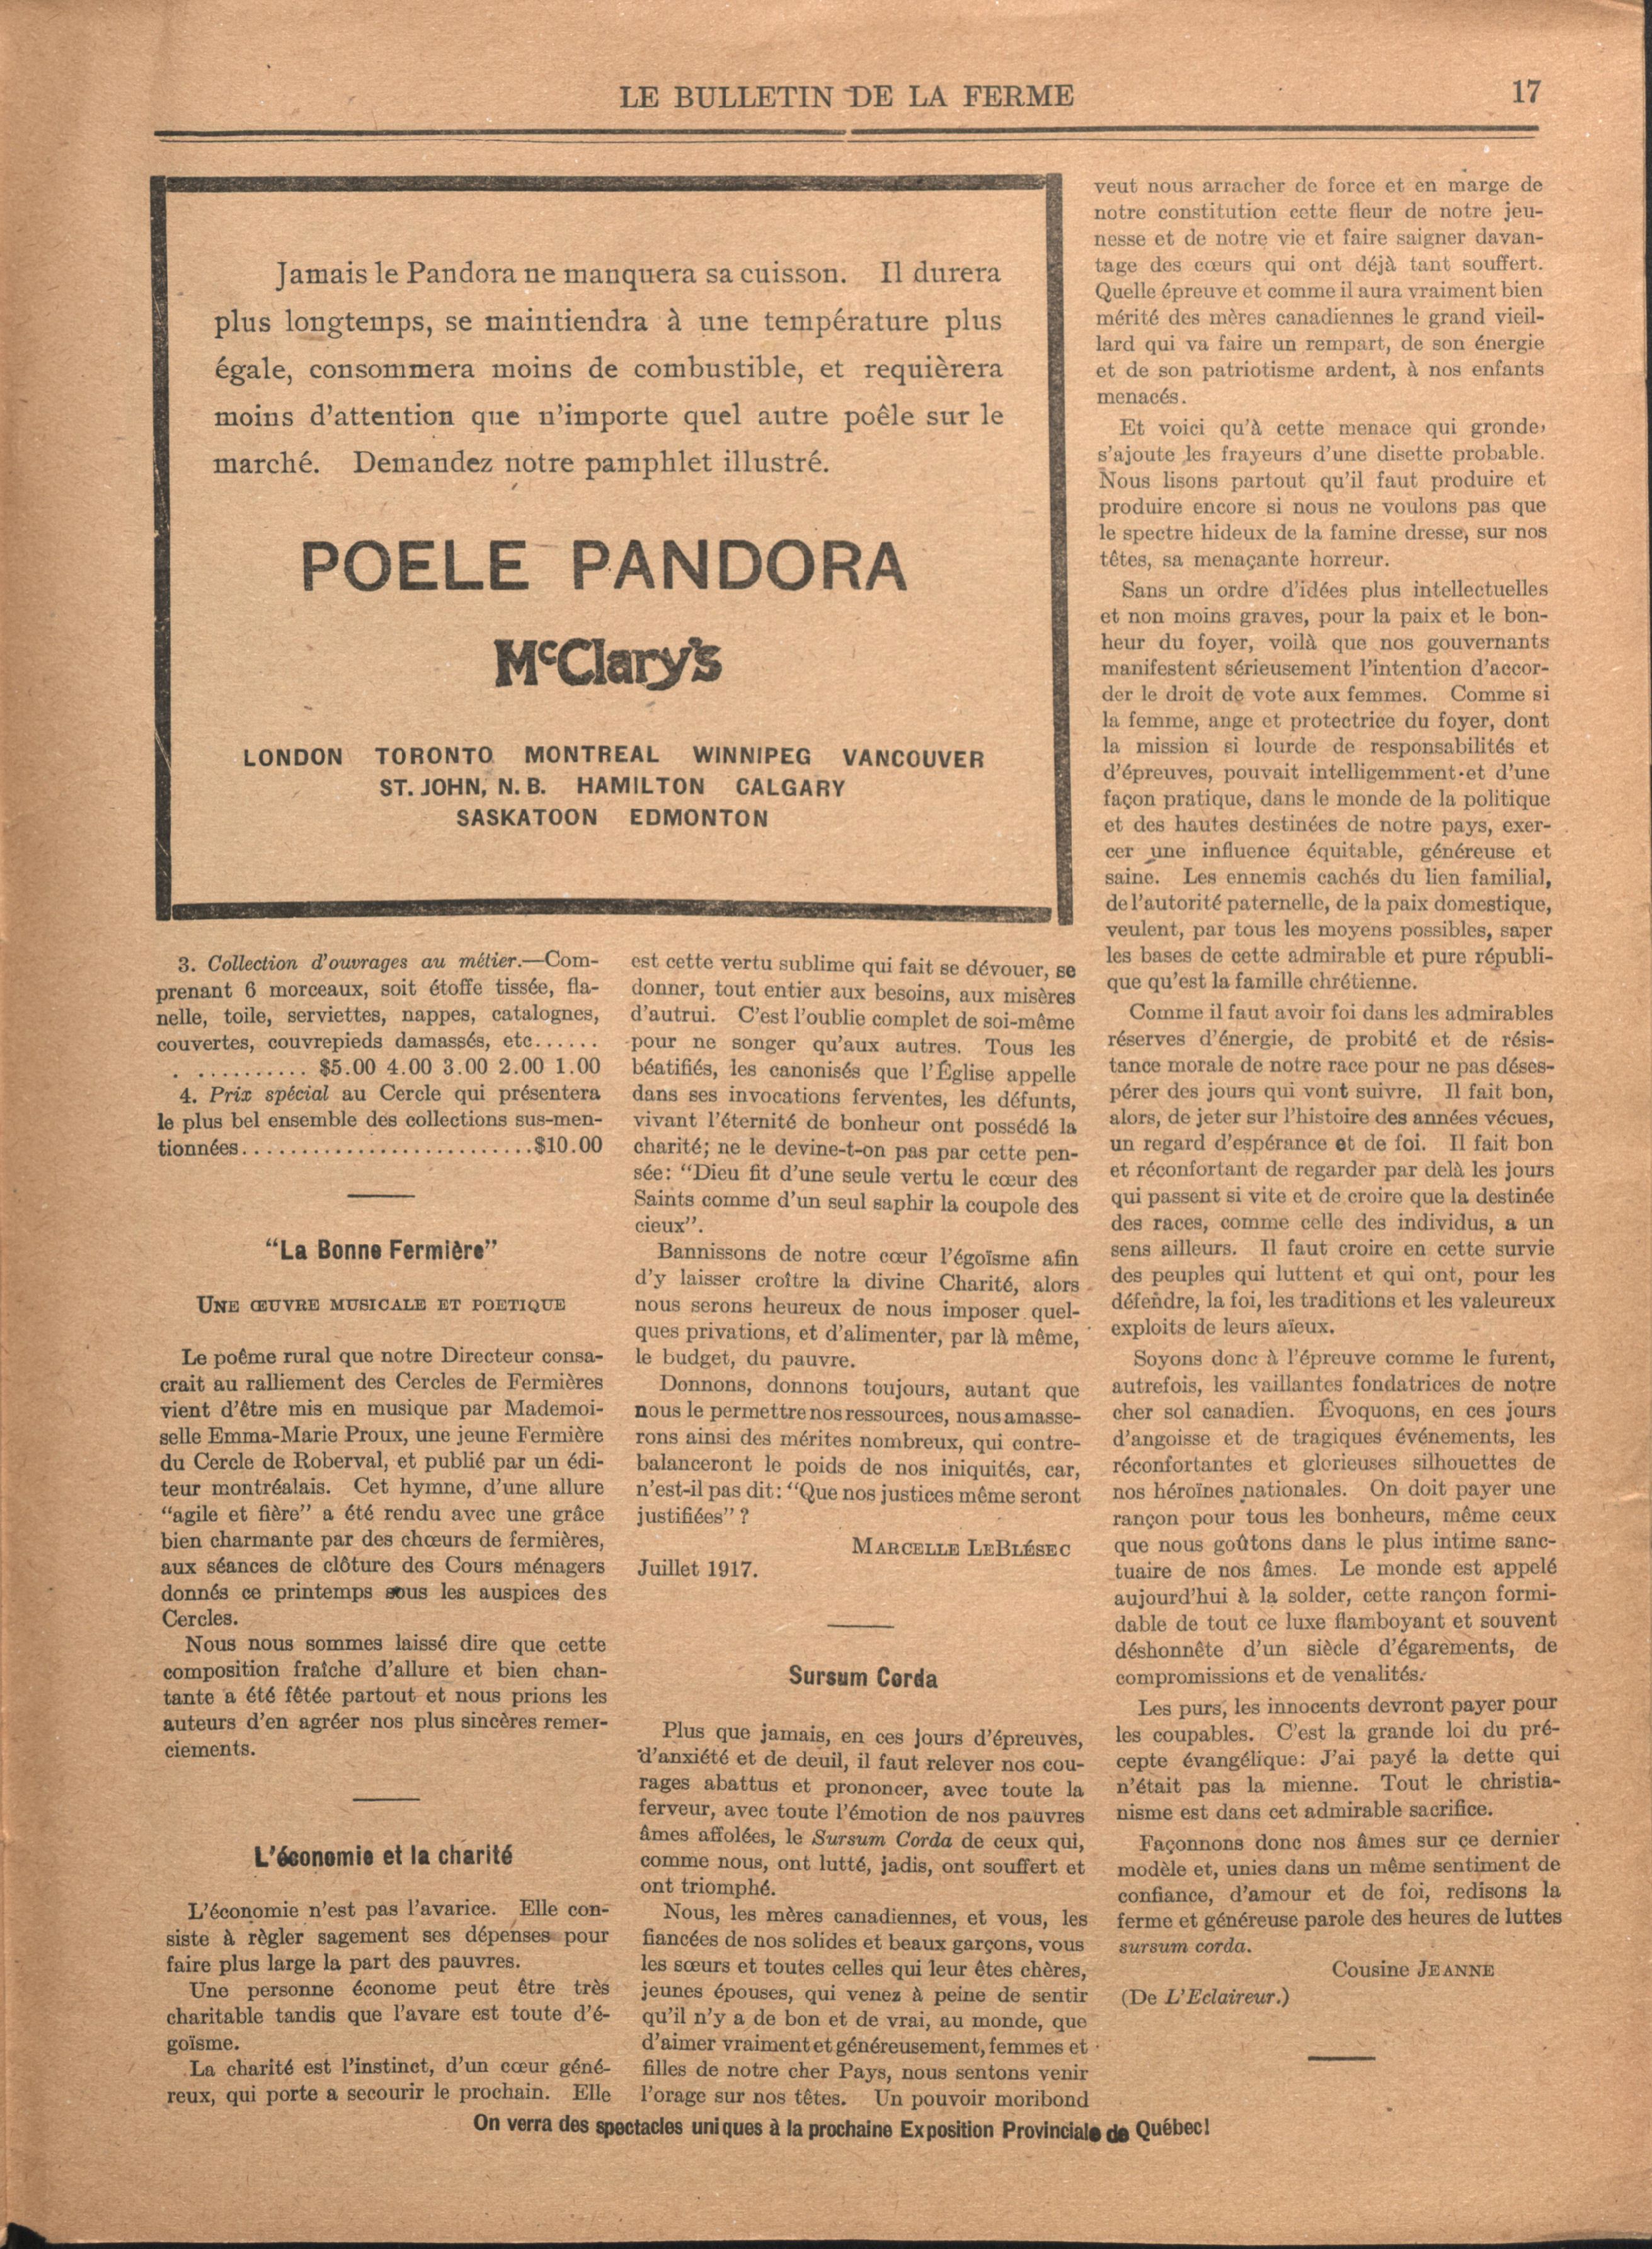 LE BULLETIN DE LA FERME
17
Jamais le Pandora ne manquera sa cuisson. Il durera
plus longtemps, se maintiendra à une température plus
égale, consommera moins de combustible, et requièrera
moins d'attention que n'importe quel autre poêle sur le
marché. Demandez notre pamphlet illustré.
POELE PANDORA
McClary's
LONDON TORONTO MONTREAL WINNIPEG VANCOUVER
ST. JOHN, N. B. HAMILTON CALGARY
SASKATOON EDMONTON
3. Collection d'ouvrages au métier.—Com-
prenant 6 morceaux, soit étoffe tissée, fla-
nelle, toile, serviettes, nappes, catalognes,
couvertes, couvrepieds damassés, etc......
. .......... $5.00 4.00 3.00 2.00 1.00
4. Prix spécial au Cercle qui présentera
le plus bel ensemble des collections sus-men-
tionnées..........................$10.00
"La Bonne Fermière"
UNE ŒUVRE MUSICALE ET POETIQUE
Le poême rural que notre Directeur consa-
crait au ralliement des Cercles de Fermières
vient d'être mis en musique par Mademoi-
selle Emma-Marie Proux, une jeune Fermière
du Cercle de Roberval, et publié par un édi-
teur montréalais. Cet hymne, d'une allure
"agile et fière" a été rendu avec une grâce
bien charmante par des chœurs de fermières,
aux séances de clôture des Cours ménagers
donnés ce printemps sous les auspices des
Cercles.
Nous nous sommes laissé dire que cette
composition fraîche d'allure et bien chan-
tante a été fêtée partout et nous prions les
auteurs d'en agréer nos plus sincères remer-
ciements.
L'économie et la charité
L'économie n'est pas l'avarice. Elle con-
siste à règler sagement ses dépenses pour
faire plus large la part des pauvres.
Une personne économe peut être très
charitable tandis que l'avare est toute d'é-
goïsme.
La charité est l'instinct, d'un cœur géné-
reux, qui porte a secourir le prochain. Elle
est cette vertu sublime qui fait se dévouer, se
donner, tout entier aux besoins, aux misères
d'autrui. C'est l'oublie complet de soi-même
pour ne songer qu'aux autres. Tous les
béatifiés, les canonisés que l'Église appelle
dans ses invocations ferventes, les défunts,
vivant l'éternité de bonheur ont possédé la
charité; ne le devine-t-on pas par cette pen-
sée: "Dieu fit d'une seule vertu le cœur des
Saints comme d'un seul saphir la coupole des
cieux".
Bannissons de notre cœur l'égoïsme afin
d'y laisser croître la divine Charité, alors
nous serons heureux de nous imposer quel-
ques privations, et d'alimenter, par là même,
le budget, du pauvre.
Donnons, donnons toujours, autant que
nous le permettre nos ressources, nous amasse-
rons ainsi des mérites nombreux, qui contre-
balanceront le poids de nos iniquités, car,
n'est-il pas dit: "Que nos justices même seront
justifiées" ?
MARCELLE LEBLÉSEC
Juillet 1917.
Sursum Corda
Plus que jamais, en ces jours d'épreuves,
d'anxiété et de deuil, il faut relever nos cou-
rages abattus et prononcer, avec toute la
ferveur, avec toute l'émotion de nos pauvres
âmes affolées, le Sursum Corda de ceux qui,
comme nous, ont lutté, jadis, ont souffert et
ont triomphé.
Nous, les mères canadiennes, et vous, les
fiancées de nos solides et beaux garçons, vous
les sœurs et toutes celles qui leur êtes chères,
jeunes épouses, qui venez à peine de sentir
qu'il n'y a de bon et de vrai, au monde, que
d'aimer vraiment et généreusement, femmes et
filles de notre cher Pays, nous sentons venir
l'orage sur nos têtes. Un pouvoir moribond
veut nous arracher de force et en marge de
notre constitution cette fleur de notre jeu-
nesse et de notre vie et faire saigner davan-
tage des cœurs qui ont déjà tant souffert.
Quelle épreuve et comme il aura vraiment bien
mérité des mères canadiennes le grand vieil-
lard qui va faire un rempart, de son énergie
et de son patriotisme ardent, à nos enfants
menacés.
Et voici qu'à cette menace qui gronde,
s'ajoute les frayeurs d'une disette probable.
Nous lisons partout qu'il faut produire et
produire encore si nous ne voulons pas que
le spectre hideux de la famine dresse, sur nos
têtes, sa menaçante horreur.
Sans un ordre d'idées plus intellectuelles
et non moins graves, pour la paix et le bon-
heur du foyer, voilà que nos gouvernants
manifestent sérieusement l'intention d'accor-
der le droit de vote aux femmes. Comme si
la femme, ange et protectrice du foyer, dont
la mission si lourde de responsabilités et
d'épreuves, pouvait intelligemment et d'une
façon pratique, dans le monde de la politique
et des hautes destinées de notre pays, exer-
cer une influence équitable, généreuse et
saine. Les ennemis cachés du lien familial,
de l'autorité paternelle, de la paix domestique,
veulent, par tous les moyens possibles, saper
les bases de cette admirable et pure républi-
que qu'est la famille chrétienne.
Comme il faut avoir foi dans les admirables
réserves d'énergie, de probité et de résis-
tance morale de notre race pour ne pas déses-
pérer des jours qui vont suivre. Il fait bon,
alors, de jeter sur l'histoire des années vécues,
un regard d'espérance et de foi. Il fait bon
et réconfortant de regarder par delà les jours
qui passent si vite et de croire que la destinée
des races, comme celle des individus, a un
sens ailleurs. Il faut croire en cette survie
des peuples qui luttent et qui ont, pour les
défendre, la foi, les traditions et les valeureux
exploits de leurs aïeux.
Soyons donc à l'épreuve comme le furent,
autrefois, les vaillantes fondatrices de notre
cher sol canadien. Évoquons, en ces jours
d'angoisse et de tragiques événements, les
réconfortantes et glorieuses silhouettes de
nos héroïnes nationales. On doit payer une
rançon pour tous les bonheurs, même ceux
que nous goûtons dans le plus intime sanc-
tuaire de nos âmes. Le monde est appelé
aujourd'hui à la solder, cette rançon formi-
dable de tout ce luxe flamboyant et souvent
déshonnête d'un siècle d'égarements, de
compromissions et de venalités.
Les purs, les innocents devront payer pour
les coupables. C'est la grande loi du pré-
cepte évangélique: J'ai payé la dette qui
n'était pas la mienne. Tout le christia-
nisme est dans cet admirable sacrifice.
Façonnons donc nos âmes sur ce dernier
modèle et, unies dans un même sentiment de
confiance, d'amour et de foi, redisons la
ferme et généreuse parole des heures de luttes
sursum corda.
Cousine JEANNE
(De L'Eclaireur.)
On verra des spectacles uniques à la prochaine Exposition Provinciale de Québec!